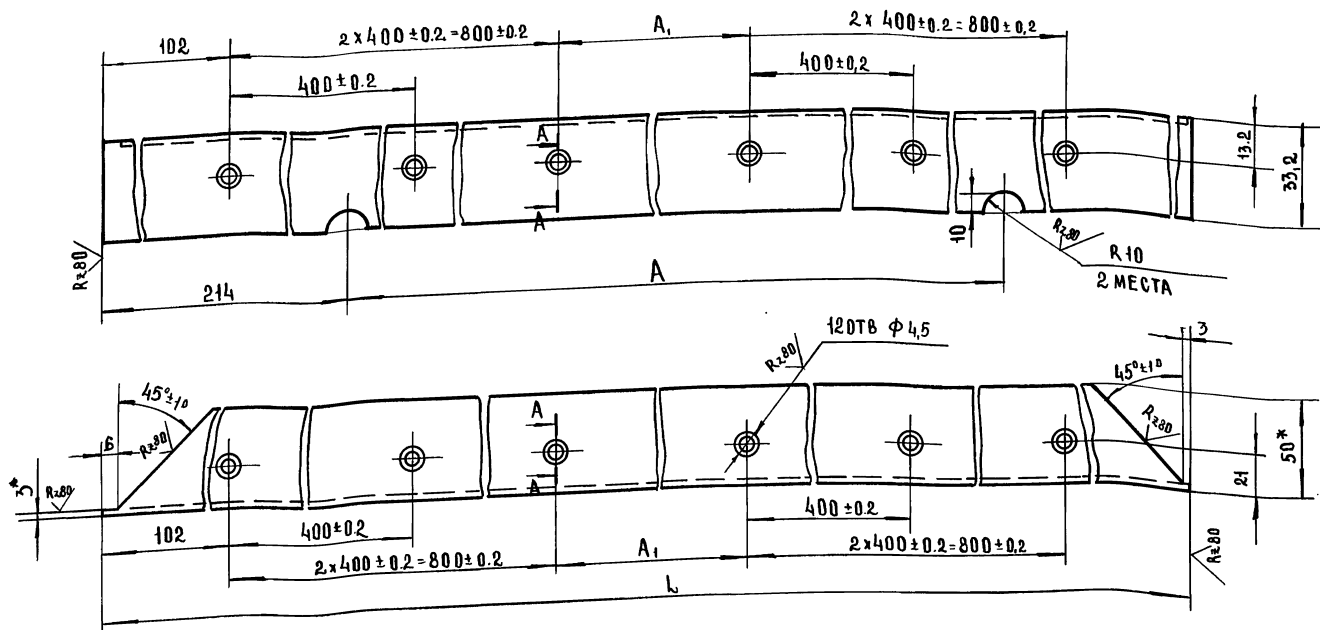 102
2 x 400 ± 0.2 = 800 ± 0.2
A₁
2 x 400 ± 0.2 = 800 ± 0,2
400 ± 0.2
400 ± 0,2
A
A
13.2
33,2
10
Rz80
R 10
2 МЕСТА
Rz80
214
A
12 ОТВ ф 4,5
Rz80
3
45° ± 1°
45° ± 1°
6
Rz80
Rz80
A
A
50*
21
3*
Rz80
102
400 ± 0.2
400 ± 0.2
2 x 400 ± 0.2 = 800 ± 0.2
A₁
2 x 400 ± 0.2 = 800 ± 0,2
Rz80
L